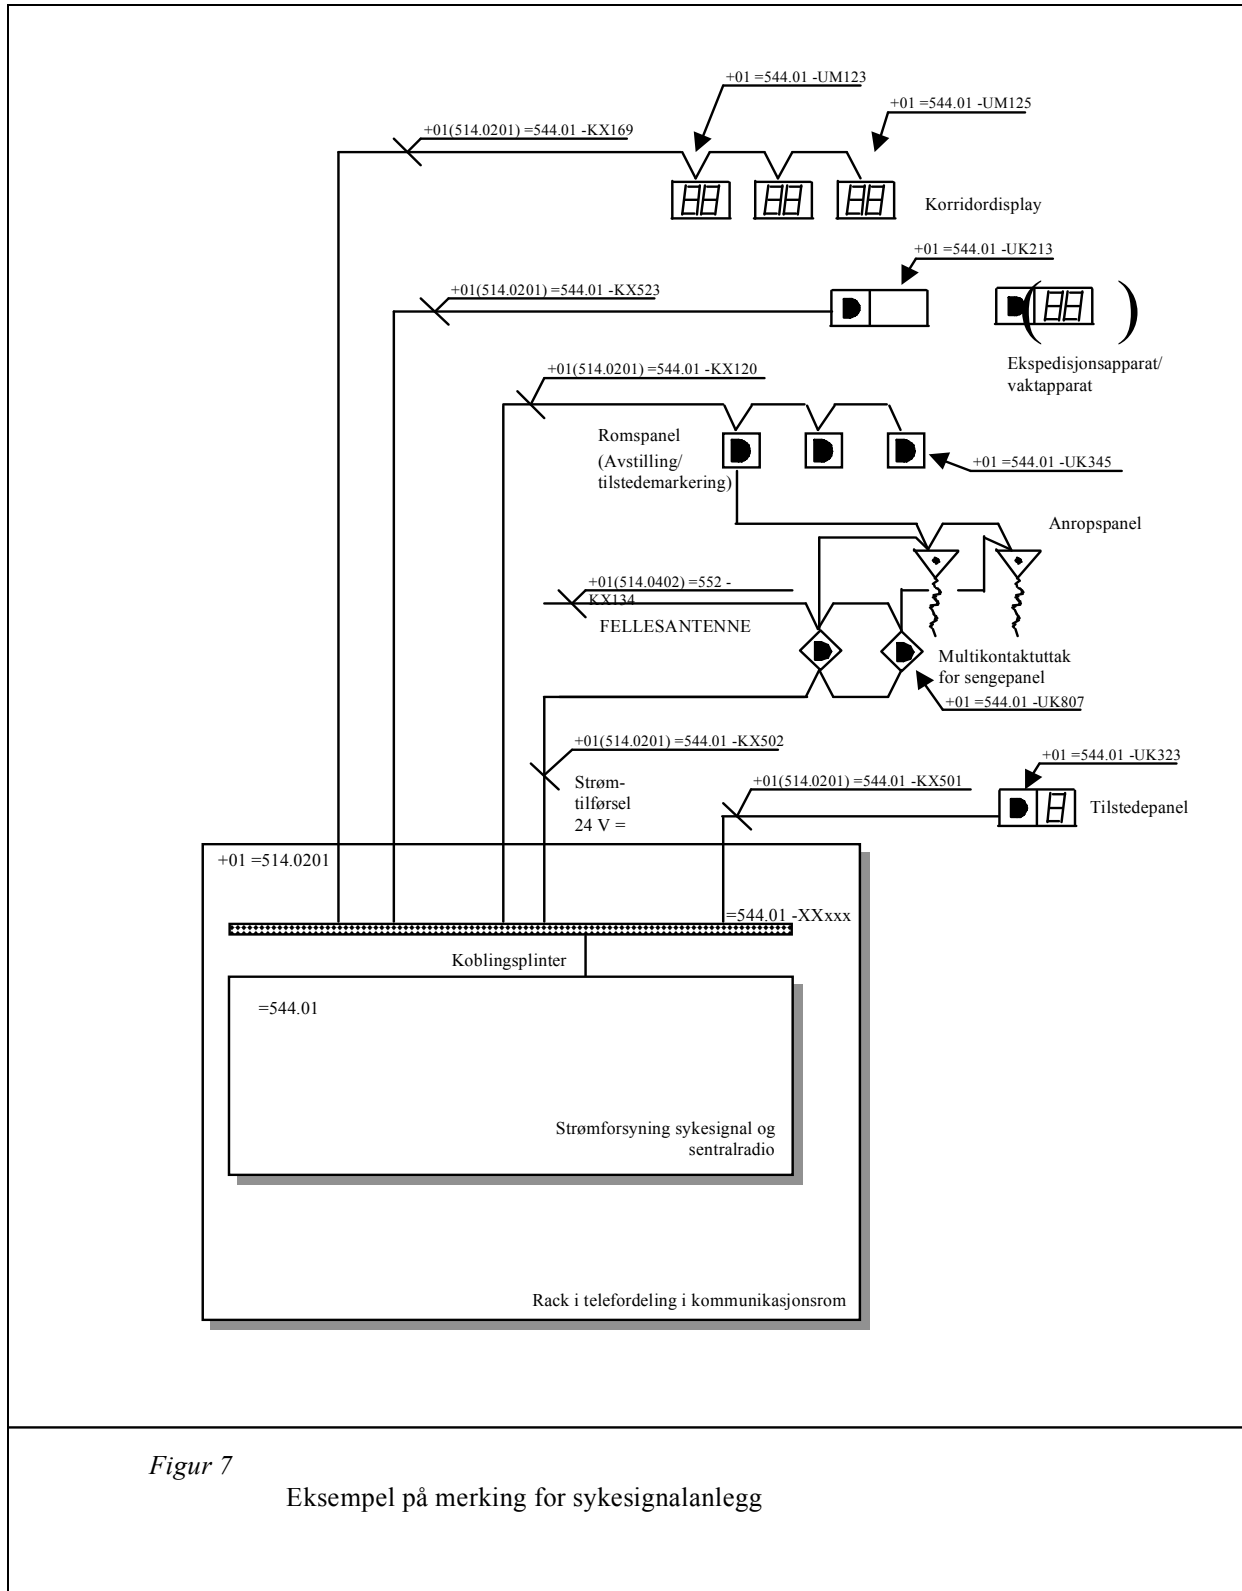 +01 =544.01 -UM123
+01 =544.01 -UM125
+01(514.0201) =544.01 -KX169
Korridordisplay
+01 =544.01 -UK213
+01(514.0201) =544.01 -KX523
( )
Ekspedisjonsapparat/
vaktapparat
+01(514.0201) =544.01 -KX120
Romspanel
(Avstilling/
tilstedemarkering)
+01 =544.01 -UK345
Anropspanel
+01(514.0402) =552 -
KX134
FELLESANTENNE
Multikontaktuttak
for sengepanel
+01 =544.01 -UK807
+01(514.0201) =544.01 -KX502
+01 =544.01 -UK323
Strøm-
tilførsel
24 V =
+01(514.0201) =544.01 -KX501
Tilstedepanel
+01 =514.0201
=544.01 -XXxxx
Koblingsplinter
=544.01
Strømforsyning sykesignal og
sentralradio
Rack i telefordeling i kommunikasjonsrom
Figur 7
Eksempel på merking for sykesignalanlegg